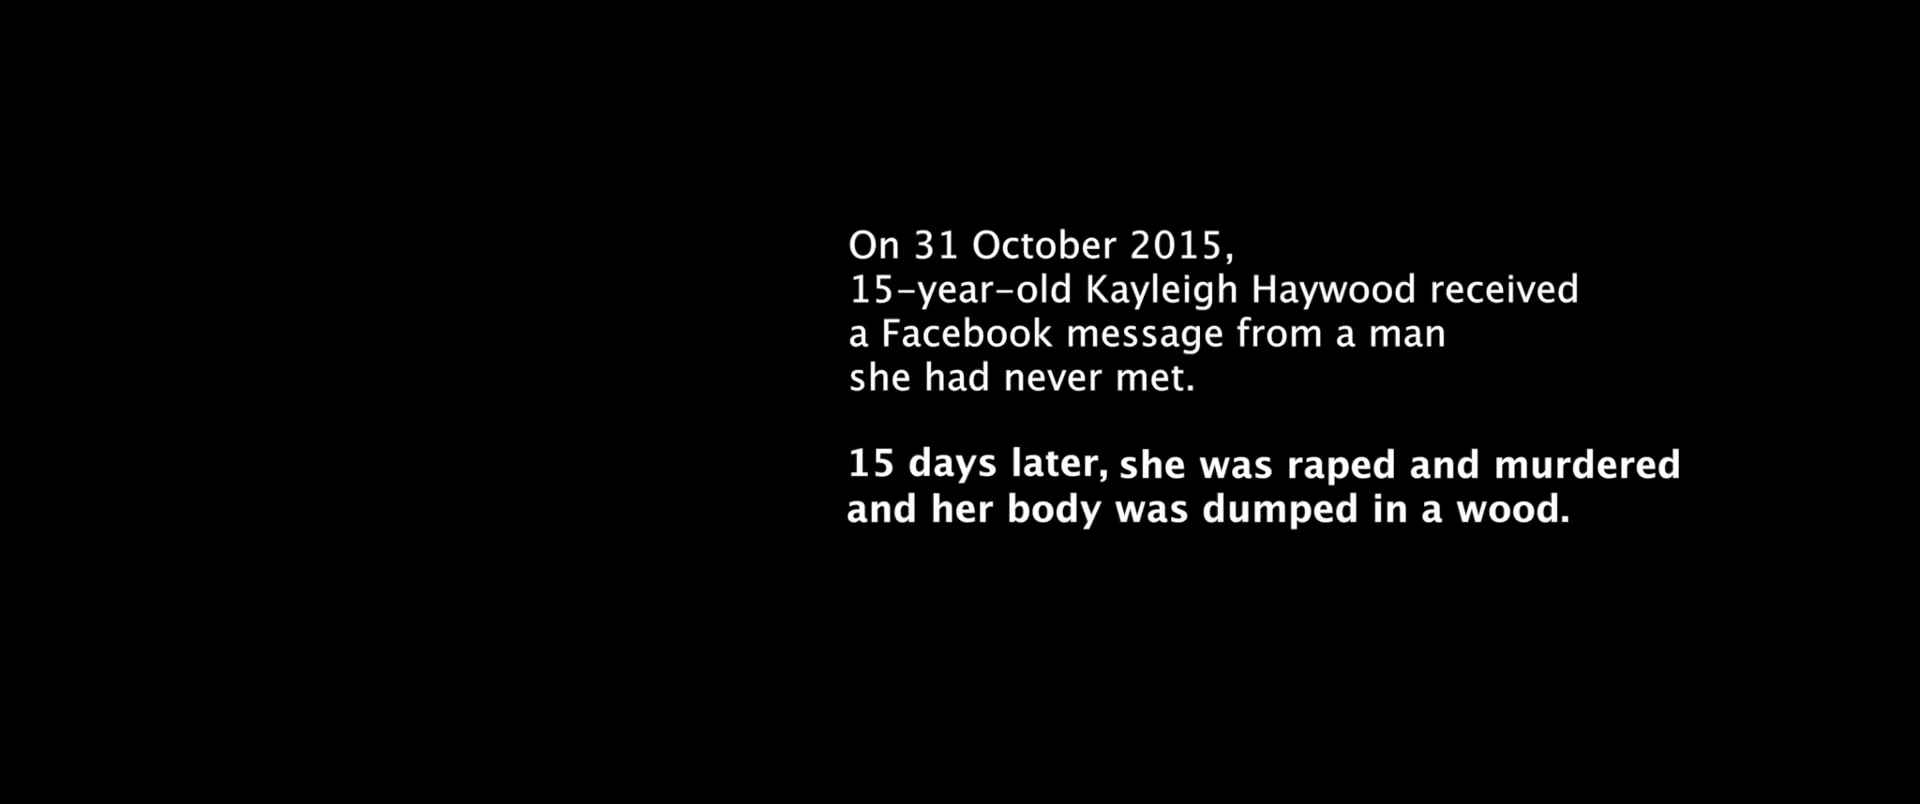 On 31 October 2015,
15-year-old Kayleigh Haywood received
a Facebook message from a man
she had never met.
15 days later, she was raped and murdered
and her body was dumped in a wood.